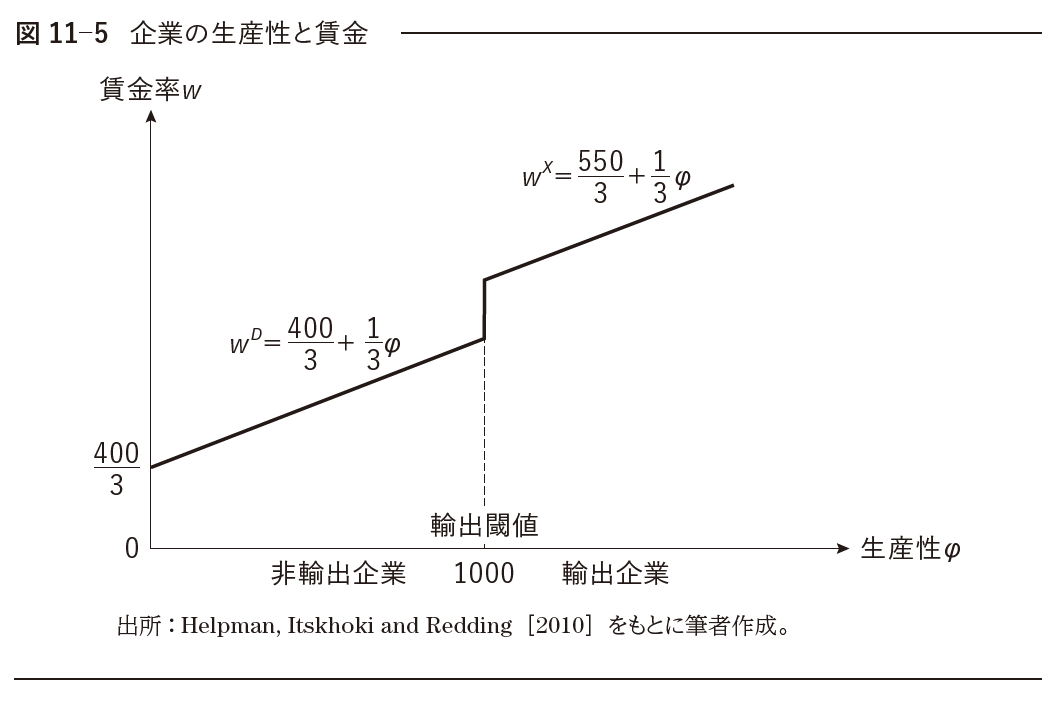 図 11-5 企業の生産性と賃金
賃金率w
w^X = 550/3 + 1/3 φ
w^D = 400/3 + 1/3 φ
400/3
輸出閾値
0
生産性φ
非輸出企業 1000 輸出企業
出所：Helpman, Itskhoki and Redding［2010］をもとに筆者作成。